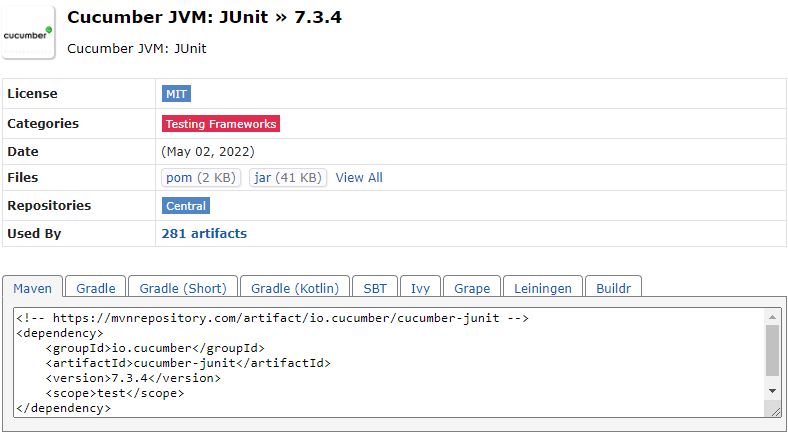 cucumber
Cucumber JVM: JUnit » 7.3.4
Cucumber JVM: JUnit
License MIT
Categories Testing Frameworks
Date (May 02, 2022)
Files pom (2 KB) jar (41 KB) View All
Repositories Central
Used By 281 artifacts
Maven Gradle Gradle (Short) Gradle (Kotlin) SBT Ivy Grape Leiningen Buildr
<!-- https://mvnrepository.com/artifact/io.cucumber/cucumber-junit -->
<dependency>
    <groupId>io.cucumber</groupId>
    <artifactId>cucumber-junit</artifactId>
    <version>7.3.4</version>
    <scope>test</scope>
</dependency>